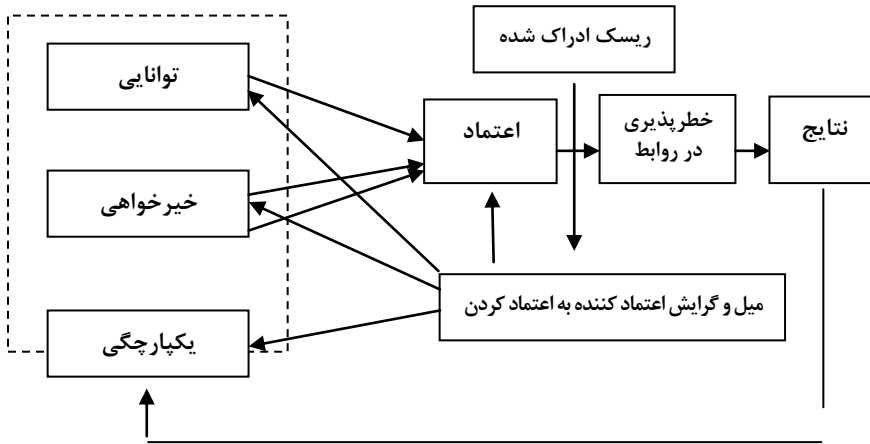 ریسک ادراک شده
توانایی
اعتماد
خطرپذیری
در روابط
نتایج
خیرخواهی
میل و گرایش اعتماد کننده به اعتماد کردن
یکپارچگی